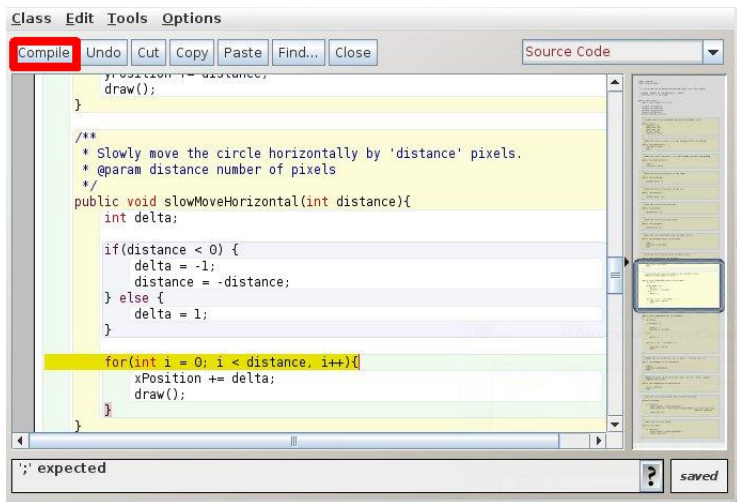 Class Edit Tools Options
Compile Undo Cut Copy Paste Find... Close Source Code
yPosition += distance;
draw();
}
/**
* Slowly move the circle horizontally by 'distance' pixels.
* @param distance number of pixels
*/
public void slowMoveHorizontal(int distance){
int delta;
if(distance < 0) {
delta = -1;
distance = -distance;
} else {
delta = 1;
}
for(int i = 0; i < distance, i++){
xPosition += delta;
draw();
}
}
';' expected
? saved